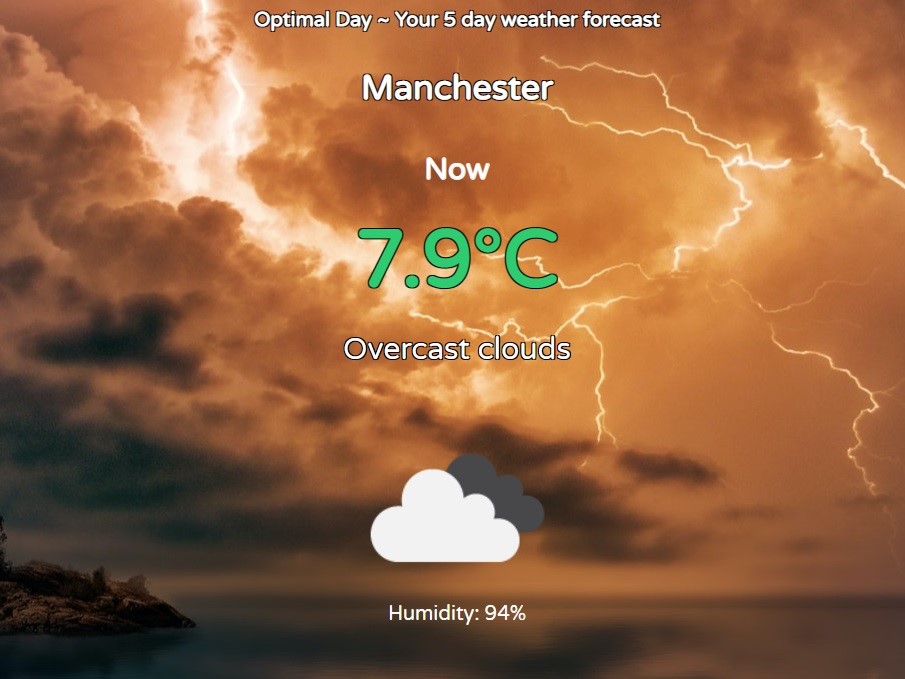 Optimal Day ~ Your 5 day weather forecast
Manchester
Now
7.9°C
Overcast clouds
Humidity: 94%